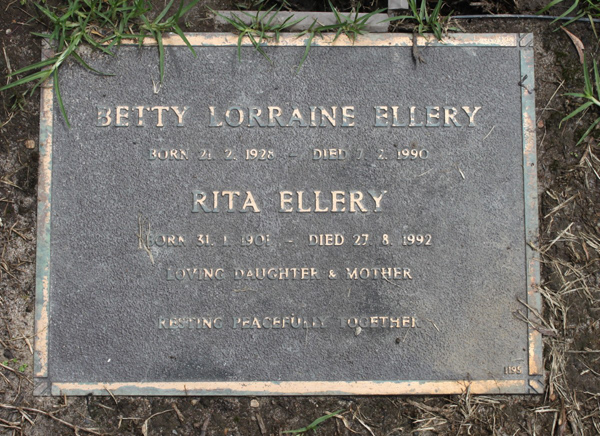 BETTY LORRAINE ELLERY
BORN 21. 2. 1928 - DIED 7. 2. 1990
RITA ELLERY
BORN 31. 1. 1901 - DIED 27. 8. 1992
LOVING DAUGHTER & MOTHER
RESTING PEACEFULLY TOGETHER